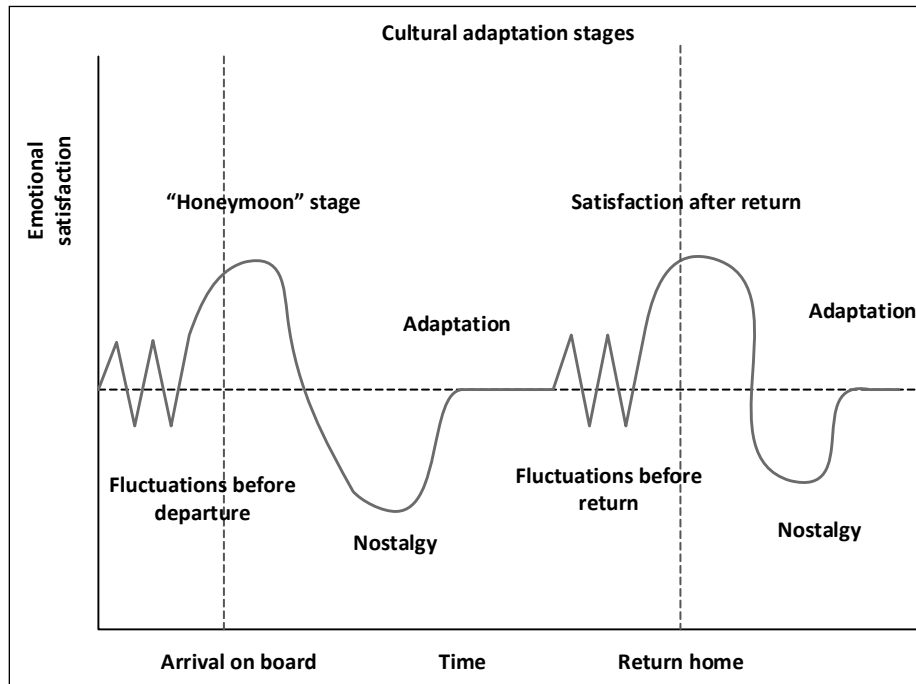 Cultural adaptation stages
Emotional
satisfaction
“Honeymoon” stage
Satisfaction after return
Adaptation
Adaptation
Fluctuations before
departure
Fluctuations before
return
Nostalgy
Nostalgy
Arrival on board
Time
Return home